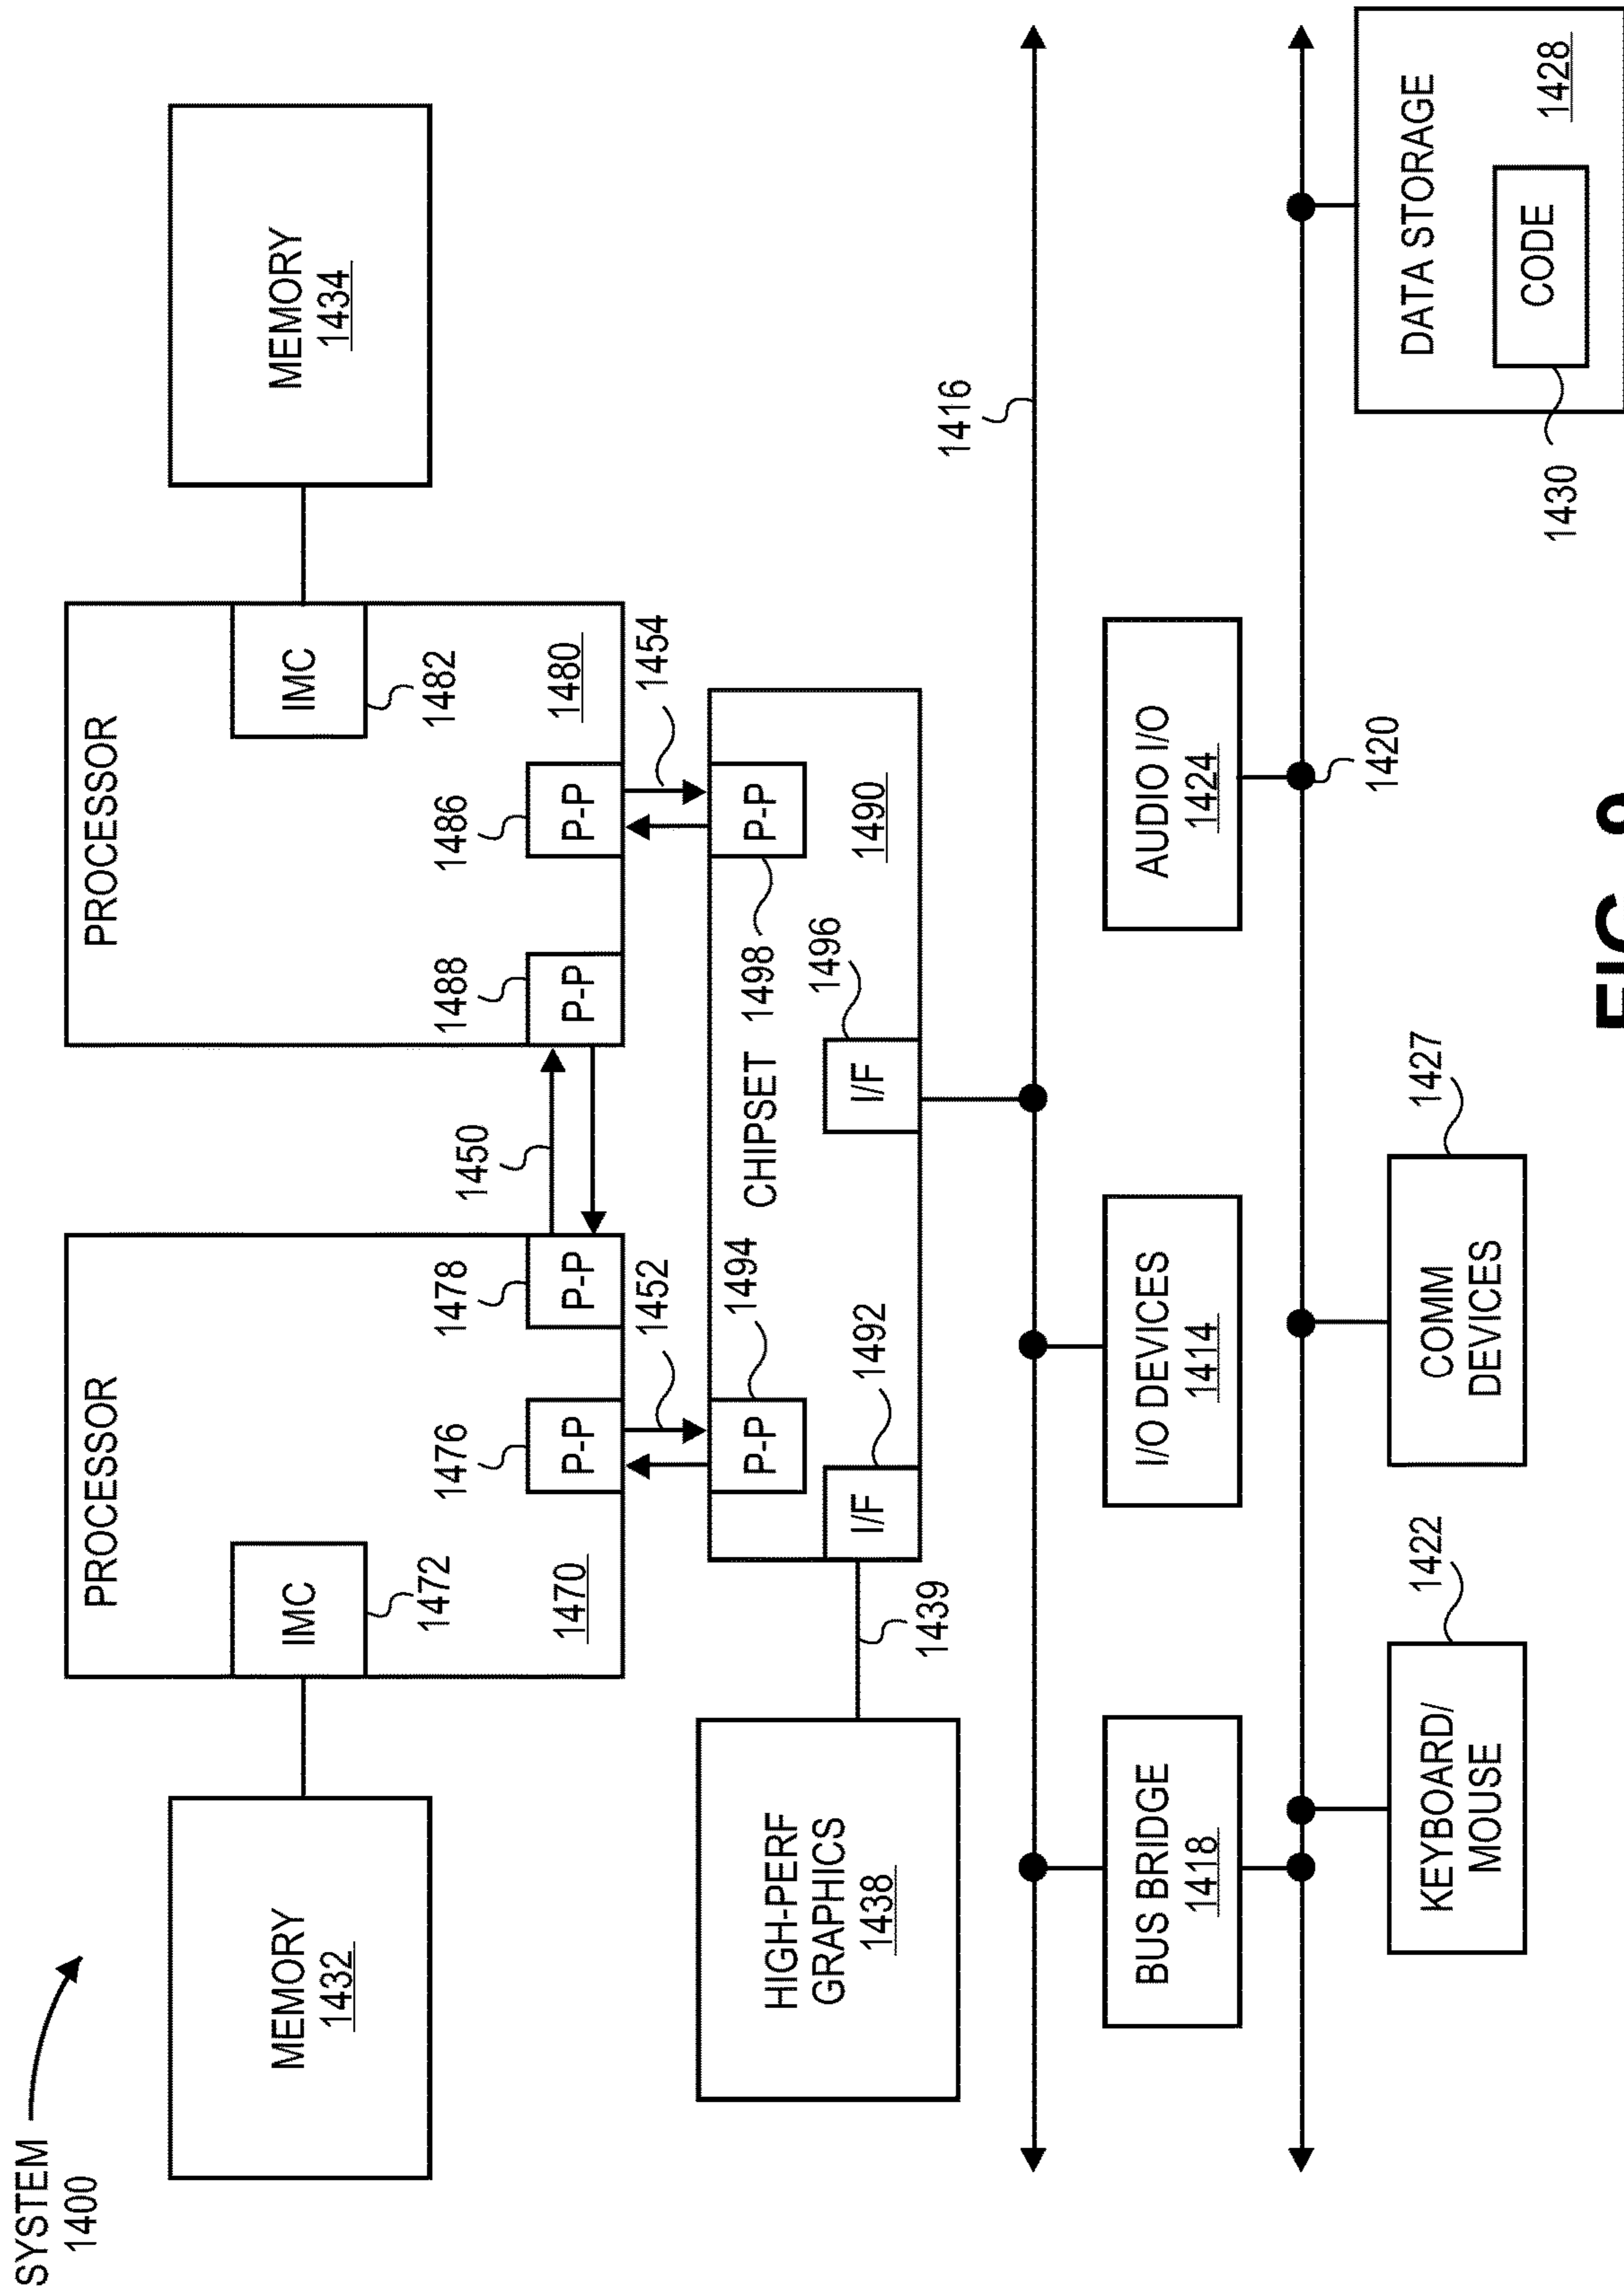 SYSTEM
1400
MEMORY
1432
PROCESSOR
IMC
1472
1470
1476
P-P
1478
P-P
1450
PROCESSOR
1488
P-P
1486
P-P
IMC
1482
1480
MEMORY
1434
1452
1454
HIGH-PERF
GRAPHICS
1438
1439
P-P
1494
I/F
1492
CHIPSET
1498
P-P
I/F
1496
1490
1416
BUS BRIDGE
1418
I/O DEVICES
1414
AUDIO I/O
1424
1420
KEYBOARD/
MOUSE
1422
COMM
DEVICES
1427
DATA STORAGE
1428
CODE
1430
FIG.